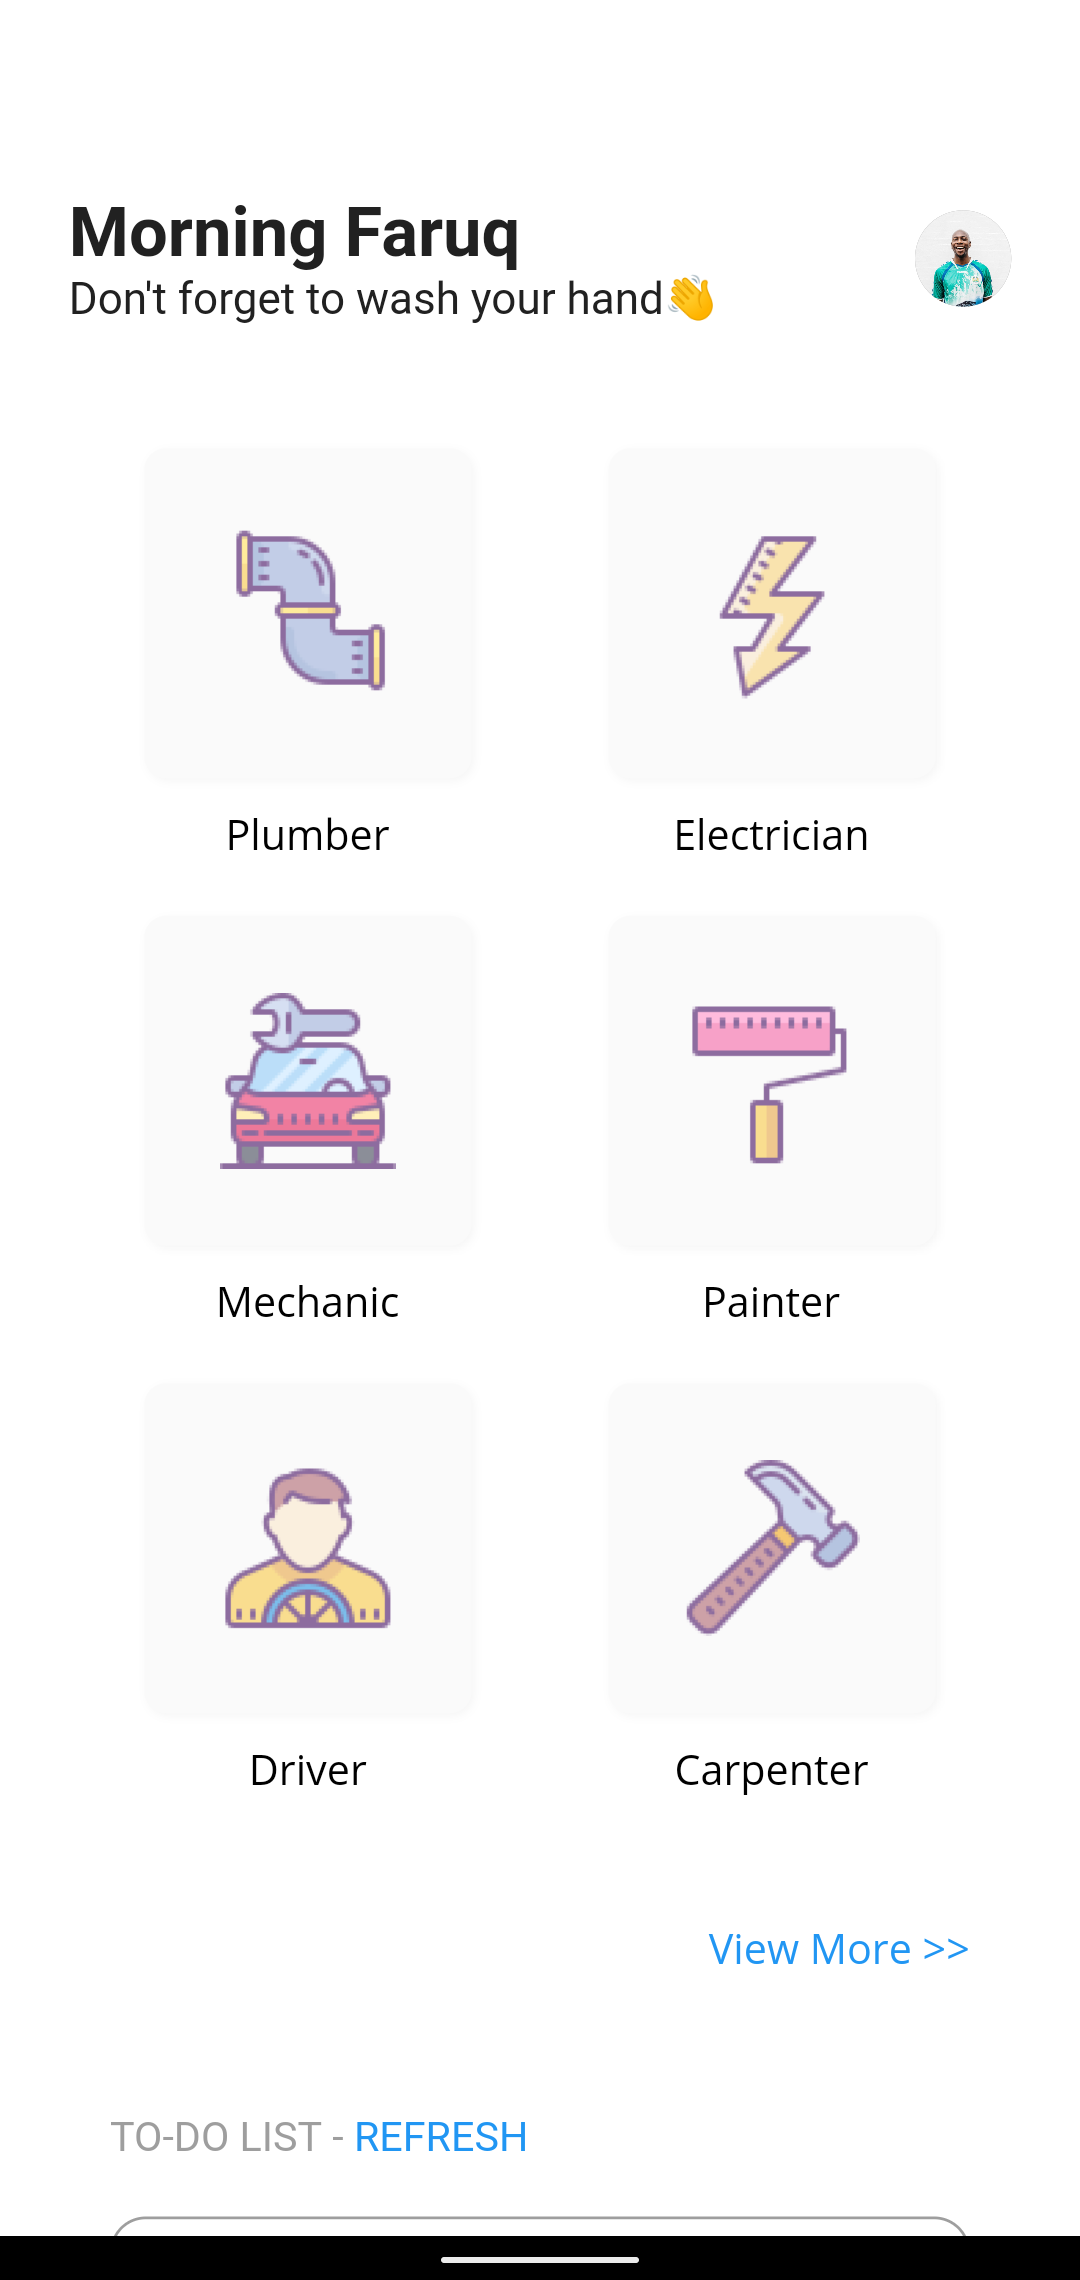 Morning Faruq
Don't forget to wash your hand👋
Plumber
Electrician
Mechanic
Painter
Driver
Carpenter
View More >>
TO-DO LIST - REFRESH